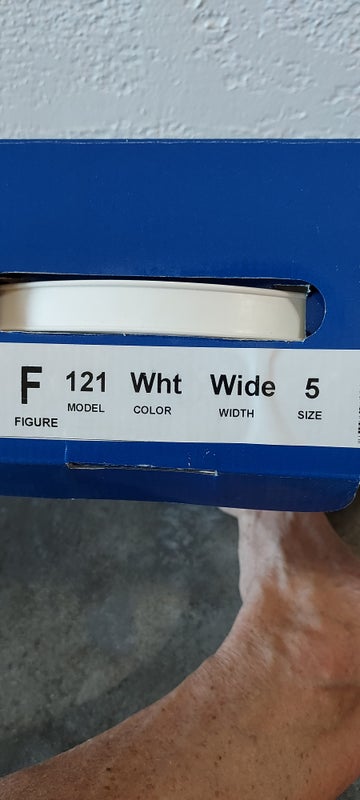 F 121 Wht Wide 5
FIGURE MODEL COLOR WIDTH SIZE